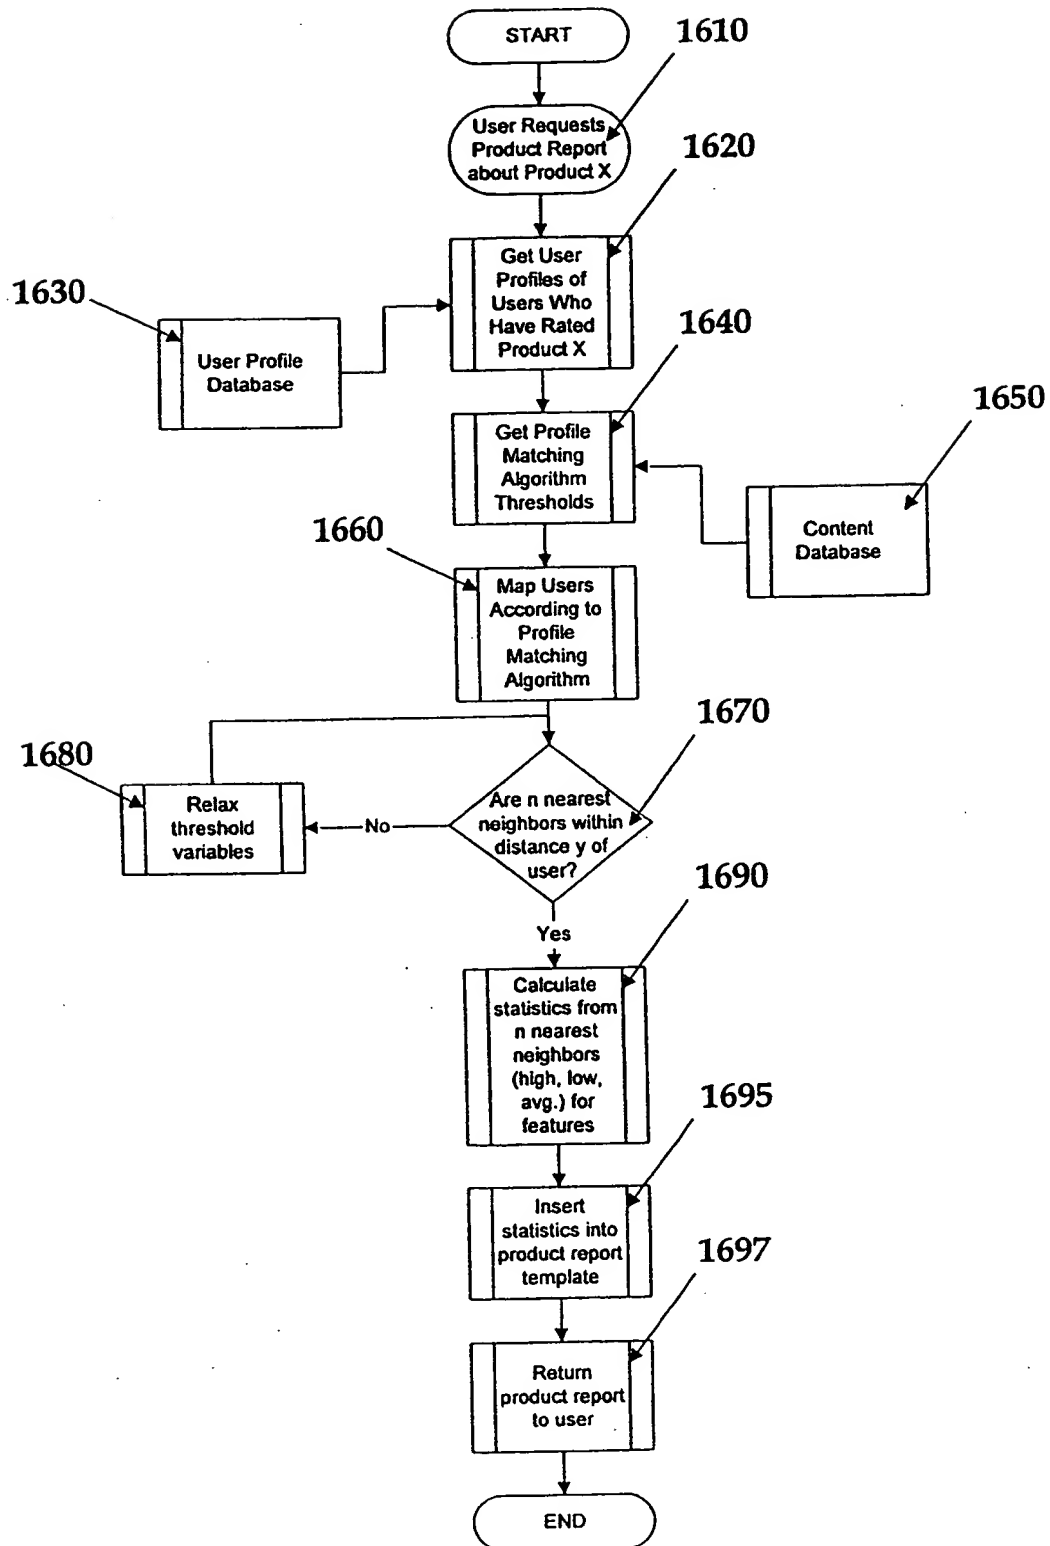 START
1610
User Requests
Product Report
about Product X
1620
Get User
Profiles of
Users Who
Have Rated
Product X
1630
User Profile
Database
1640
Get Profile
Matching
Algorithm
Thresholds
1650
Content
Database
1660
Map Users
According to
Profile
Matching
Algorithm
1670
Are n nearest
neighbors within
distance y of
user?
1680
Relax
threshold
variables
No
Yes
1690
Calculate
statistics from
n nearest
neighbors
(high, low,
avg.) for
features
1695
Insert
statistics into
product report
template
1697
Return
product report
to user
END